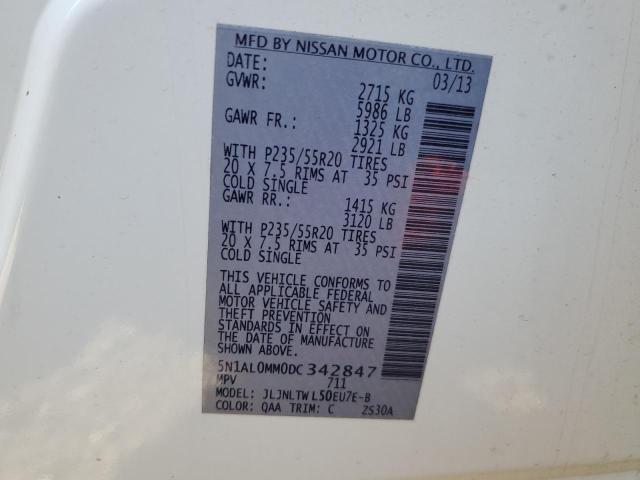 MFD BY NISSAN MOTOR CO., LTD.
DATE: 03/13
GVWR: 2715 KG
5986 LB
GAWR FR.: 1325 KG
2921 LB
WITH P235/55R20 TIRES
20 X 7.5 RIMS AT 35 PSI
COLD SINGLE
GAWR RR.: 1415 KG
3120 LB
WITH P235/55R20 TIRES
20 X 7.5 RIMS AT 35 PSI
COLD SINGLE
THIS VEHICLE CONFORMS TO
ALL APPLICABLE FEDERAL
MOTOR VEHICLE SAFETY AND
THEFT PREVENTION
STANDARDS IN EFFECT ON
THE DATE OF MANUFACTURE
SHOWN ABOVE.
5N1AL0MM0DC 342847
MPV 711
MODEL: JLJNLTWL50EU7E-B
COLOR: QAA TRIM: C ZS30A